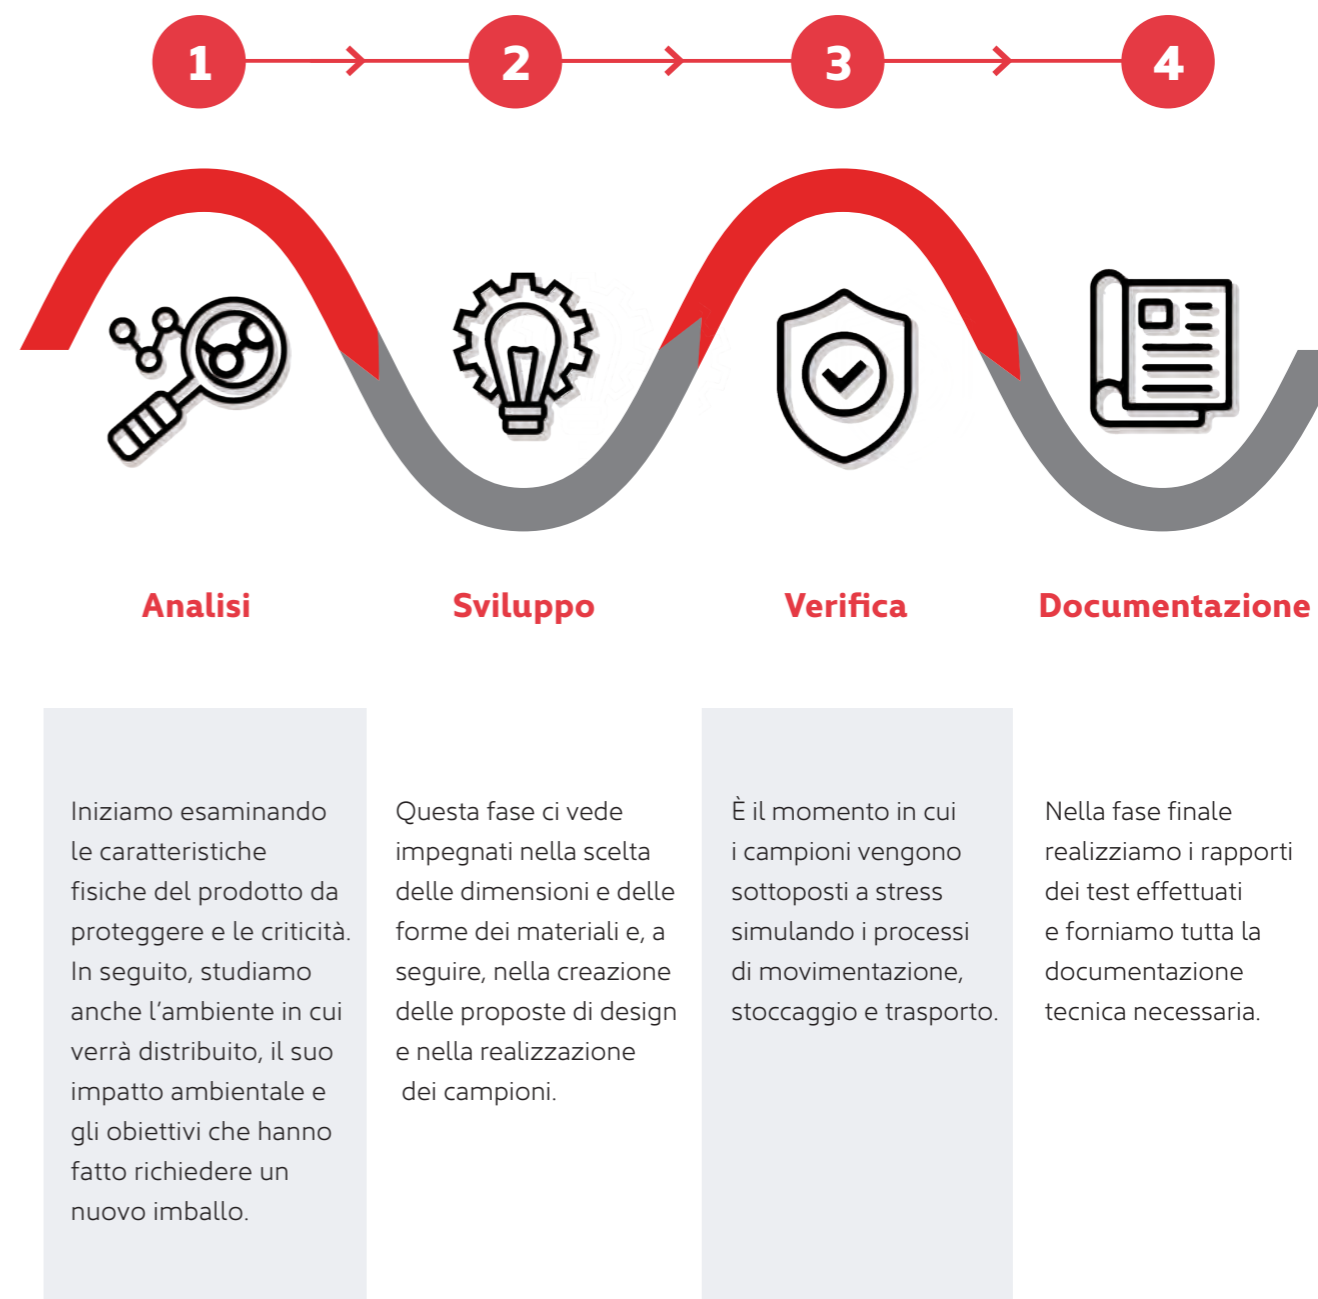 1
2
3
4
Analisi
Sviluppo
Verifica
Documentazione
Iniziamo esaminando
le caratteristiche
fisiche del prodotto da
proteggere e le criticità.
In seguito, studiamo
anche l’ambiente in cui
verrà distribuito, il suo
impatto ambientale e
gli obiettivi che hanno
fatto richiedere un
nuovo imballo.
Questa fase ci vede
impegnati nella scelta
delle dimensioni e delle
forme dei materiali e, a
seguire, nella creazione
delle proposte di design
e nella realizzazione
dei campioni.
È il momento in cui
i campioni vengono
sottoposti a stress
simulando i processi
di movimentazione,
stoccaggio e trasporto.
Nella fase finale
realizziamo i rapporti
dei test effettuati
e forniamo tutta la
documentazione
tecnica necessaria.